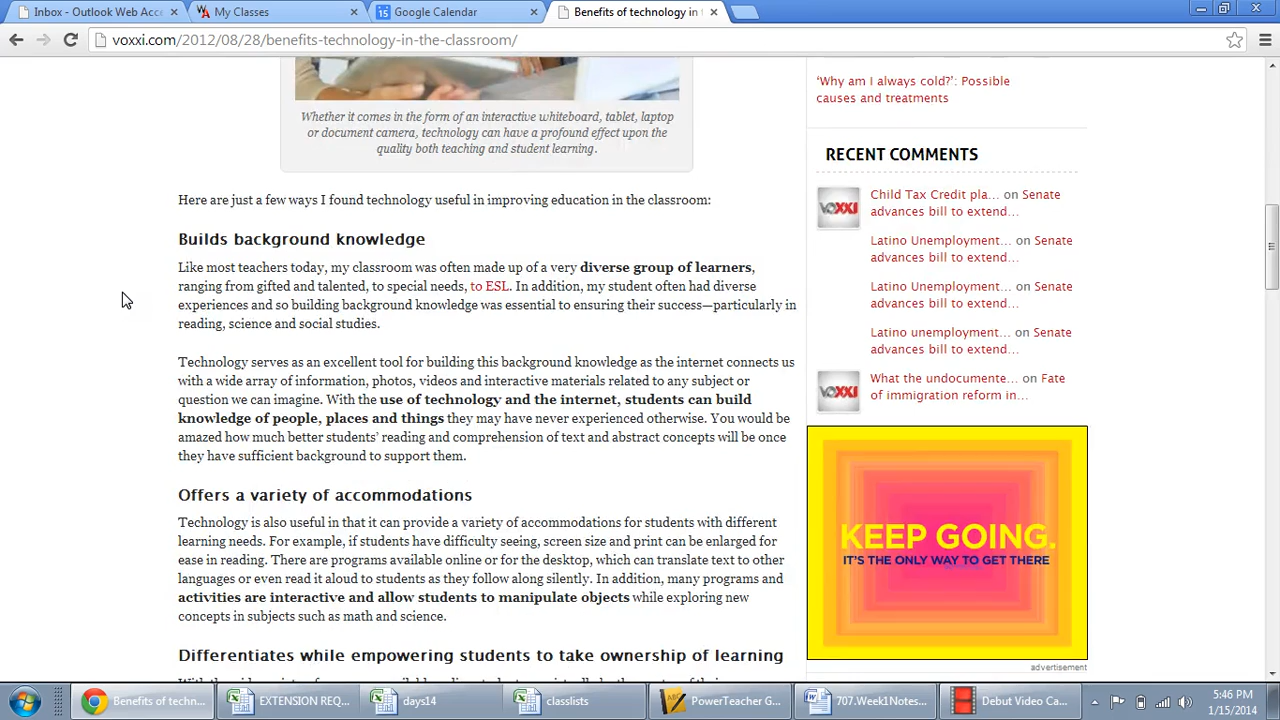 Inbox - Outlook Web Acc
My Classes
Google Calendar
Benefits of technology in
voxxi.com/2012/08/28/benefits-technology-in-the-classroom/
Whether it comes in the form of an interactive whiteboard, tablet, laptop
or document camera, technology can have a profound effect upon the
quality both teaching and student learning.
Here are just a few ways I found technology useful in improving education in the classroom:
Builds background knowledge
Like most teachers today, my classroom was often made up of a very diverse group of learners,
ranging from gifted and talented, to special needs, to ESL. In addition, my student often had diverse
experiences and so building background knowledge was essential to ensuring their success—particularly in
reading, science and social studies.
Technology serves as an excellent tool for building this background knowledge as the internet connects us
with a wide array of information, photos, videos and interactive materials related to any subject or
question we can imagine. With the use of technology and the internet, students can build
knowledge of people, places and things they may have never experienced otherwise. You would be
amazed how much better students' reading and comprehension of text and abstract concepts will be once
they have sufficient background to support them.
Offers a variety of accommodations
Technology is also useful in that it can provide a variety of accommodations for students with different
learning needs. For example, if students have difficulty seeing, screen size and print can be enlarged for
ease in reading. There are programs available online or for the desktop, which can translate text to other
languages or even read it aloud to students as they follow along silently. In addition, many programs and
activities are interactive and allow students to manipulate objects while exploring new
concepts in subjects such as math and science.
Differentiates while empowering students to take ownership of learning
'Why am I always cold?': Possible
causes and treatments
RECENT COMMENTS
VOXXI
Child Tax Credit pla... on Senate
advances bill to extend...
Latino Unemployment... on Senate
advances bill to extend...
Latino Unemployment... on Senate
advances bill to extend...
Latino unemployment... on Senate
advances bill to extend...
VOXXI
What the undocumente... on Fate
of immigration reform in...
KEEP GOING.
IT'S THE ONLY WAY TO GET THERE
advertisement
Benefits of techn...
EXTENSION REQ...
days14
classlists
PowerTeacher G...
707.Week1Notes...
Debut Video Ca...
5:46 PM
1/15/2014